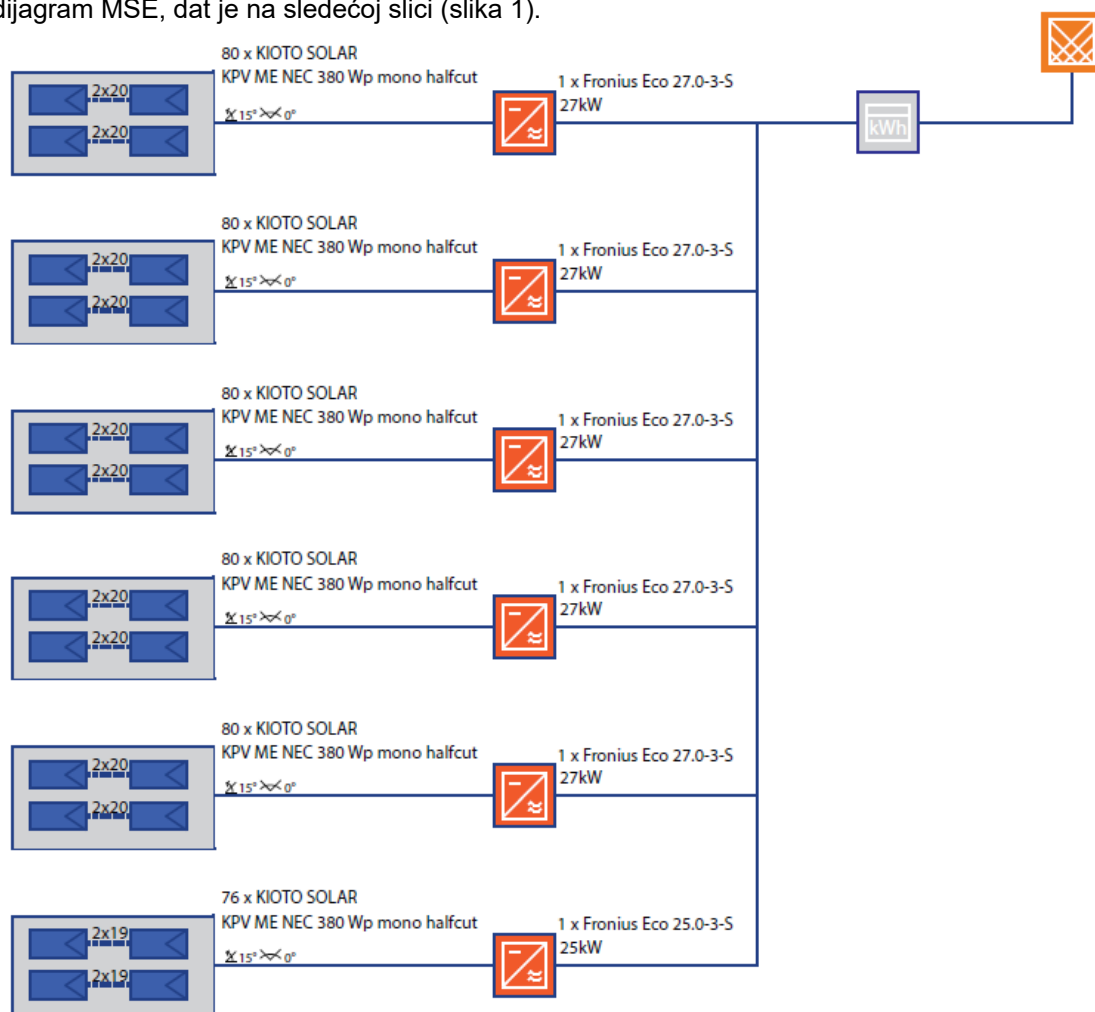 dijagram MSE, dat je na sledećoj slici (slika 1).
80 x KIOTO SOLAR
KPV ME NEC 380 Wp mono halfcut
15° 0°
2x20
2x20
1 x Fronius Eco 27.0-3-S
27kW
kWh
80 x KIOTO SOLAR
KPV ME NEC 380 Wp mono halfcut
15° 0°
2x20
2x20
1 x Fronius Eco 27.0-3-S
27kW
80 x KIOTO SOLAR
KPV ME NEC 380 Wp mono halfcut
15° 0°
2x20
2x20
1 x Fronius Eco 27.0-3-S
27kW
80 x KIOTO SOLAR
KPV ME NEC 380 Wp mono halfcut
15° 0°
2x20
2x20
1 x Fronius Eco 27.0-3-S
27kW
80 x KIOTO SOLAR
KPV ME NEC 380 Wp mono halfcut
15° 0°
2x20
2x20
1 x Fronius Eco 27.0-3-S
27kW
76 x KIOTO SOLAR
KPV ME NEC 380 Wp mono halfcut
15° 0°
2x19
2x19
1 x Fronius Eco 25.0-3-S
25kW